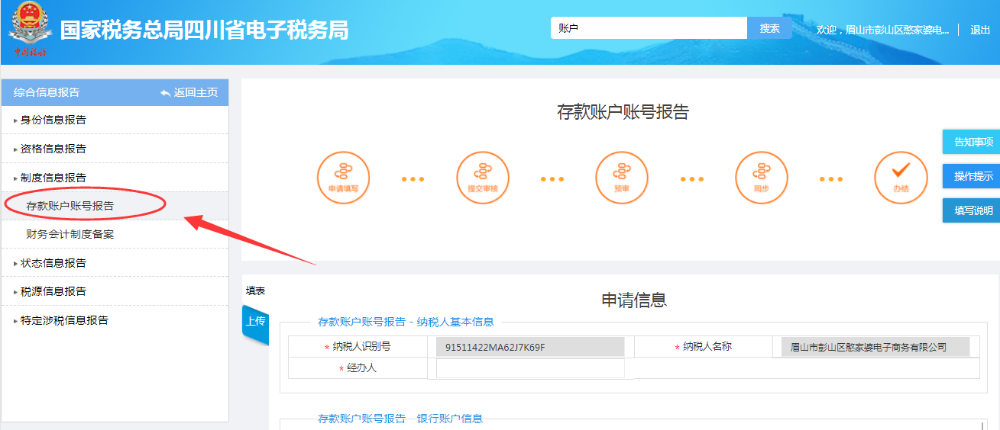 国家税务总局四川省电子税务局
账户
搜索
欢迎，眉山市彭山区憨家婆电...
退出
中国税务
综合信息报告
返回主页
身份信息报告
资格信息报告
制度信息报告
存款账户账号报告
财务会计制度备案
状态信息报告
税源信息报告
特定涉税信息报告
存款账户账号报告
申请填写
提交审核
预审
同步
办结
告知事项
操作提示
填写说明
填表
上传
申请信息
存款账户账号报告 - 纳税人基本信息
* 纳税人识别号
91511422MA62J7K69F
* 纳税人名称
眉山市彭山区憨家婆电子商务有限公司
* 经办人
存款账户账号报告 银行账户信息